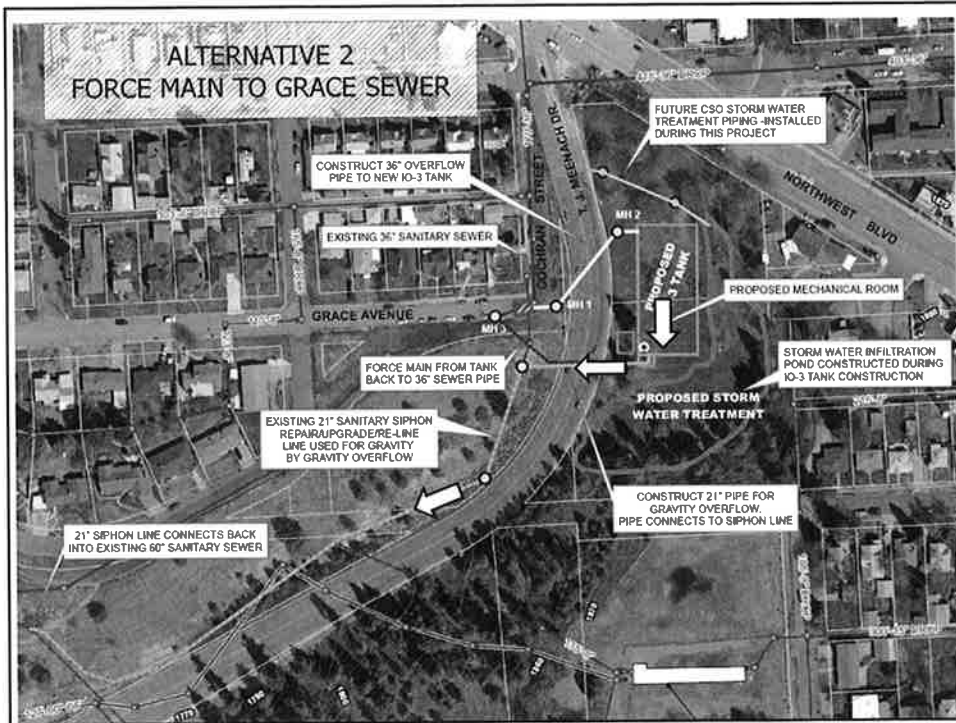 ALTERNATIVE 2
FORCE MAIN TO GRACE SEWER
FUTURE CSO STORM WATER
TREATMENT PIPING -INSTALLED
DURING THIS PROJECT
CONSTRUCT 36" OVERFLOW
PIPE TO NEW IO-3 TANK
COCHRAN STREET
T. J. MEENACH DR
NORTHWEST BLVD
EXISTING 36" SANITARY SEWER
MH 2
PROPOSED
3 TANK
PROPOSED MECHANICAL ROOM
MH 1
GRACE AVENUE
MH 3
FORCE MAIN FROM TANK
BACK TO 36" SEWER PIPE
STORM WATER INFILTRATION
POND CONSTRUCTED DURING
IO-3 TANK CONSTRUCTION
PROPOSED STORM
WATER TREATMENT
EXISTING 21" SANITARY SIPHON
REPAIR/UPGRADE/RE-LINE
LINE USED FOR GRAVITY
BY GRAVITY OVERFLOW
CONSTRUCT 21" PIPE FOR
GRAVITY OVERFLOW.
PIPE CONNECTS TO SIPHON LINE
21" SIPHON LINE CONNECTS BACK
INTO EXISTING 60" SANITARY SEWER